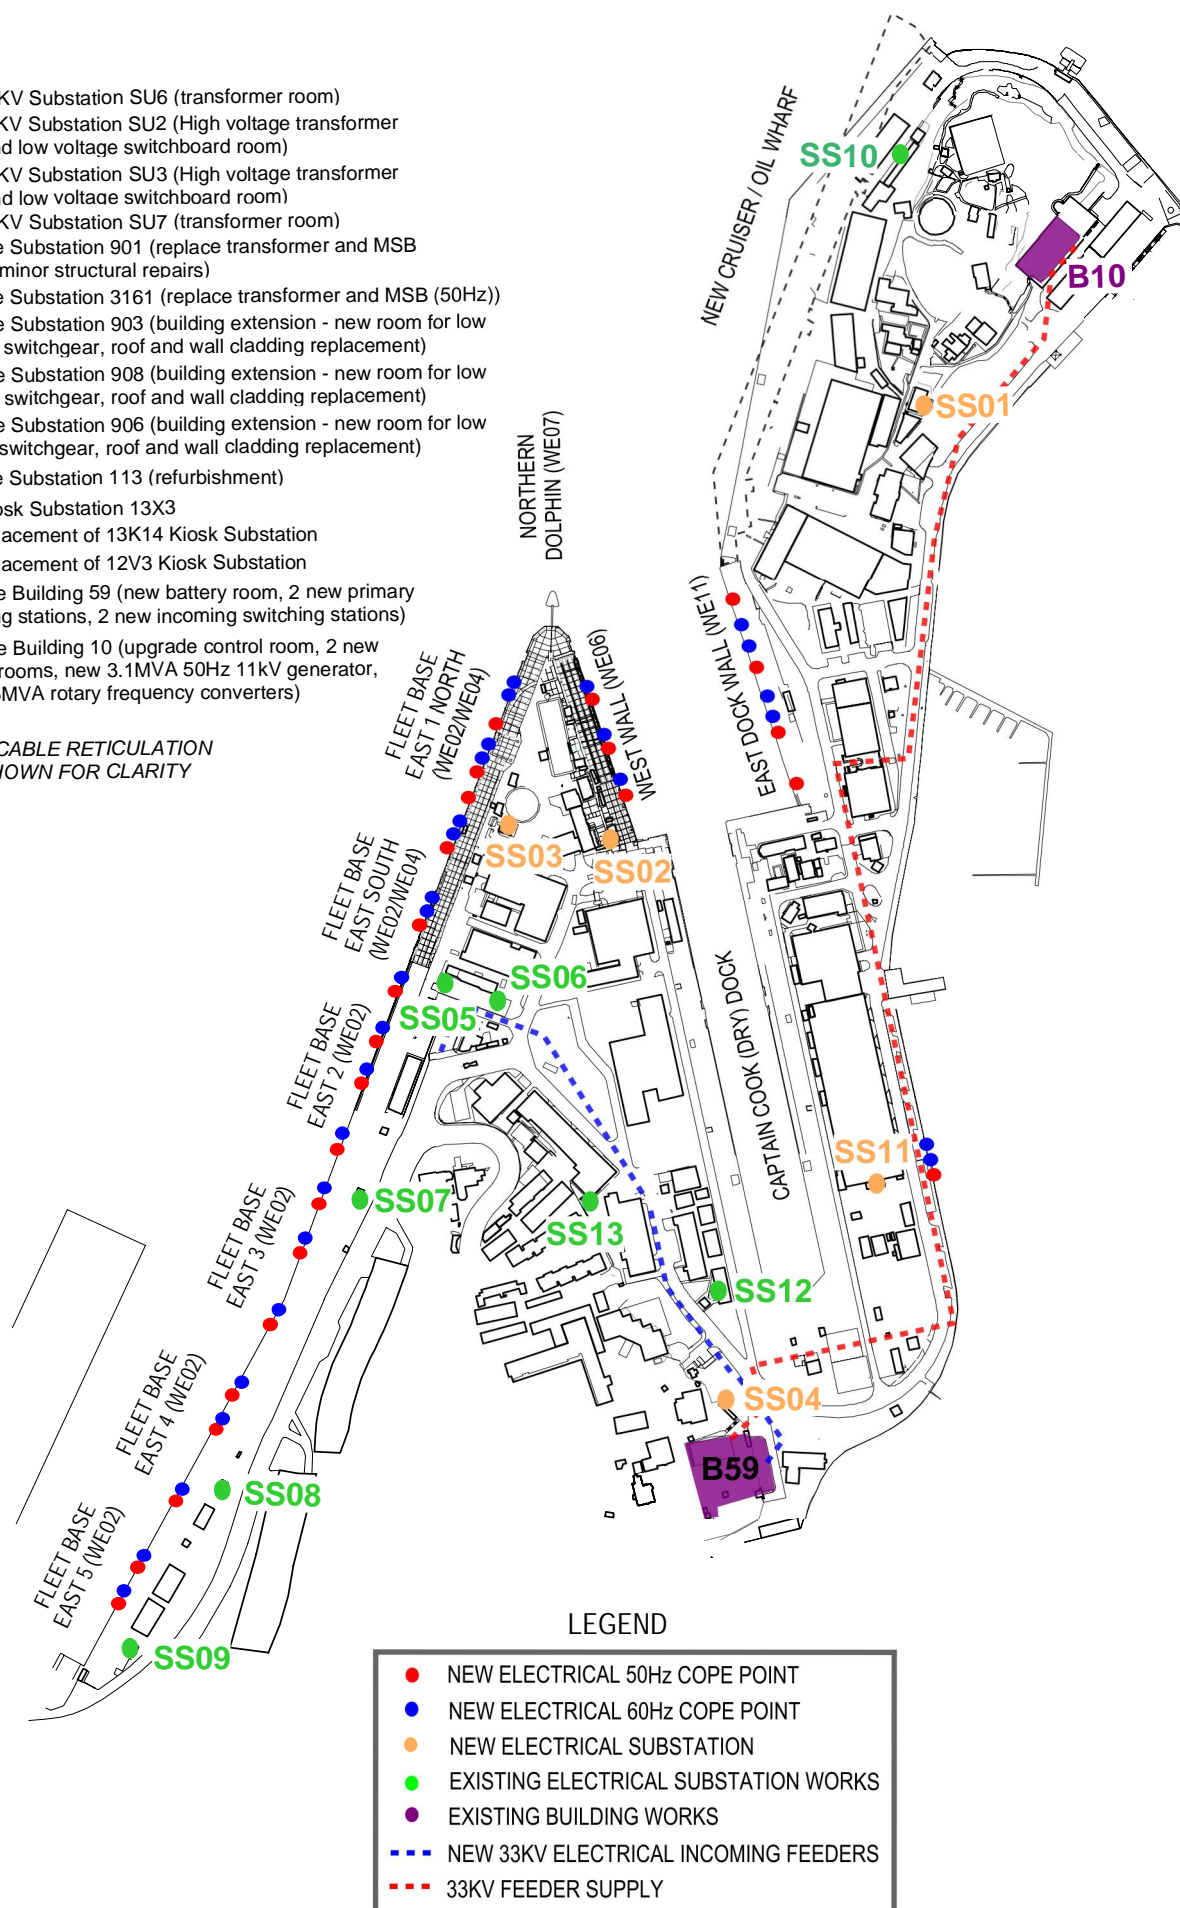 KV Substation SU6 (transformer room)
KV Substation SU2 (High voltage transformer
nd low voltage switchboard room)
KV Substation SU3 (High voltage transformer
nd low voltage switchboard room)
KV Substation SU7 (transformer room)
e Substation 901 (replace transformer and MSB
minor structural repairs)
e Substation 3161 (replace transformer and MSB (50Hz))
e Substation 903 (building extension - new room for low
switchgear, roof and wall cladding replacement)
e Substation 908 (building extension - new room for low
switchgear, roof and wall cladding replacement)
e Substation 906 (building extension - new room for low
switchgear, roof and wall cladding replacement)
e Substation 113 (refurbishment)
osk Substation 13X3
lacement of 13K14 Kiosk Substation
lacement of 12V3 Kiosk Substation
e Building 59 (new battery room, 2 new primary
ng stations, 2 new incoming switching stations)
e Building 10 (upgrade control room, 2 new
rooms, new 3.1MVA 50Hz 11kV generator,
MVA rotary frequency converters)
CABLE RETICULATION
HOWN FOR CLARITY
NEW CRUISER / OIL WHARF
SS10
B10
SS01
NORTHERN
DOLPHIN (WE07)
EAST DOCK WALL (WE11)
WEST WALL (WE06)
FLEET BASE
EAST 1 NORTH
(WE02/WE04)
SS03
SS02
FLEET BASE
EAST SOUTH
(WE02/WE04)
SS06
SS05
CAPTAIN COOK (DRY) DOCK
FLEET BASE
EAST 2 (WE02)
SS11
SS07
SS13
FLEET BASE
EAST 3 (WE02)
SS12
FLEET BASE
EAST 4 (WE02)
SS04
B59
SS08
FLEET BASE
EAST 5 (WE02)
SS09
LEGEND
NEW ELECTRICAL 50Hz COPE POINT
NEW ELECTRICAL 60Hz COPE POINT
NEW ELECTRICAL SUBSTATION
EXISTING ELECTRICAL SUBSTATION WORKS
EXISTING BUILDING WORKS
NEW 33KV ELECTRICAL INCOMING FEEDERS
33KV FEEDER SUPPLY